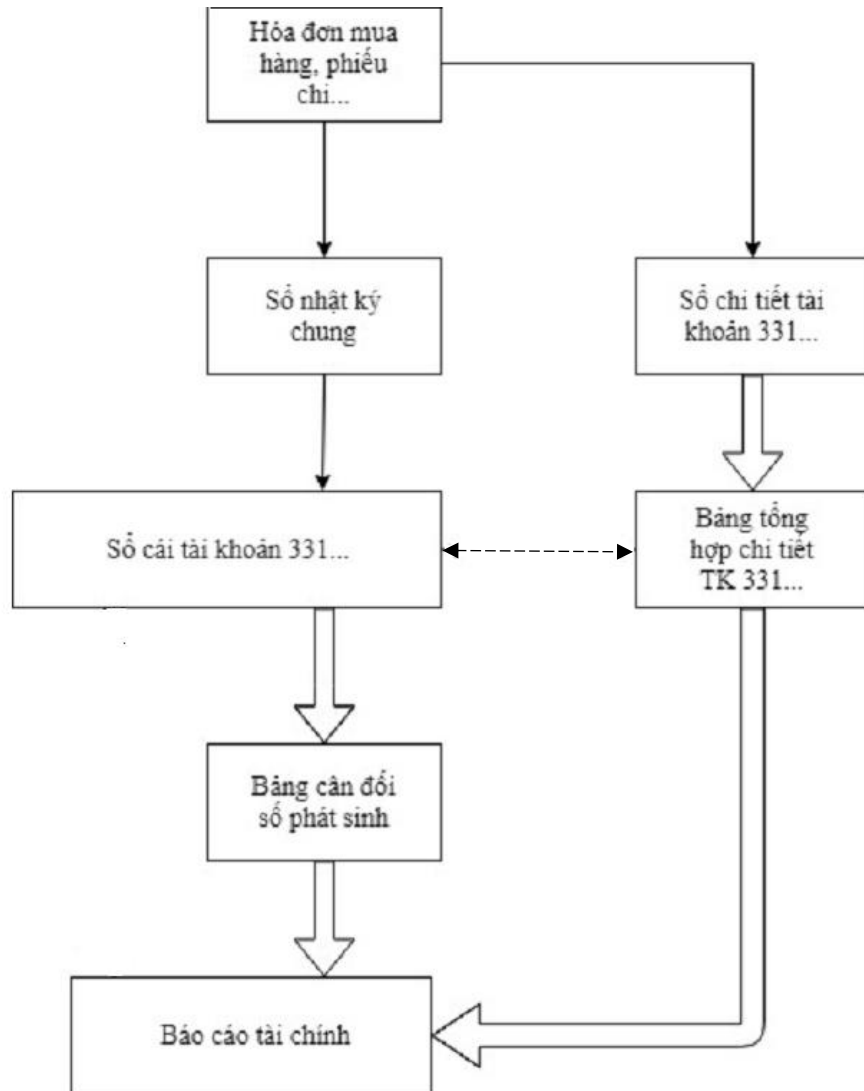 Hóa đơn mua
hàng, phiếu
chi...
Sổ nhật ký
chung
Sổ chi tiết tài
khoản 331...
Sổ cái tài khoản 331...
Bảng tổng
hợp chi tiết
TK 331...
Bảng cân đối
số phát sinh
Báo cáo tài chính